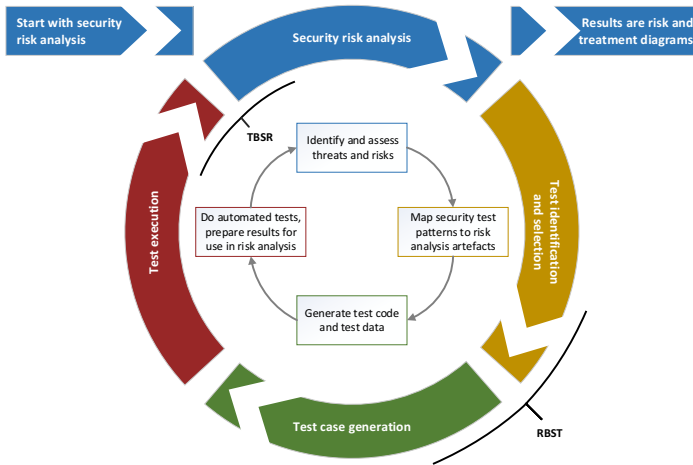 Start with security
risk analysis
Security risk analysis
Results are risk and
treatment diagrams
TBSR
Identify and assess
threats and risks
Test execution
Do automated tests,
prepare results for
use in risk analysis
Map security test
patterns to risk
analysis artefacts
Test identification
and selection
Generate test code
and test data
Test case generation
RBST